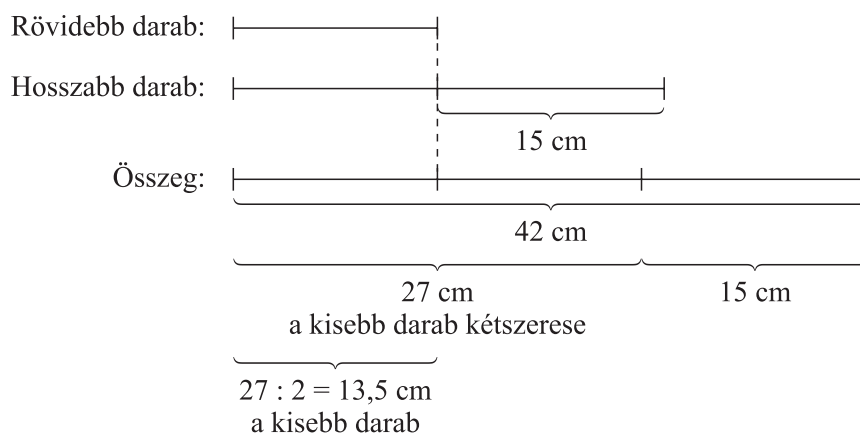 Rövidebb darab:
Hosszabb darab:
15 cm
Összeg:
42 cm
27 cm
15 cm
a kisebb darab kétszerese
27 : 2 = 13,5 cm
a kisebb darab